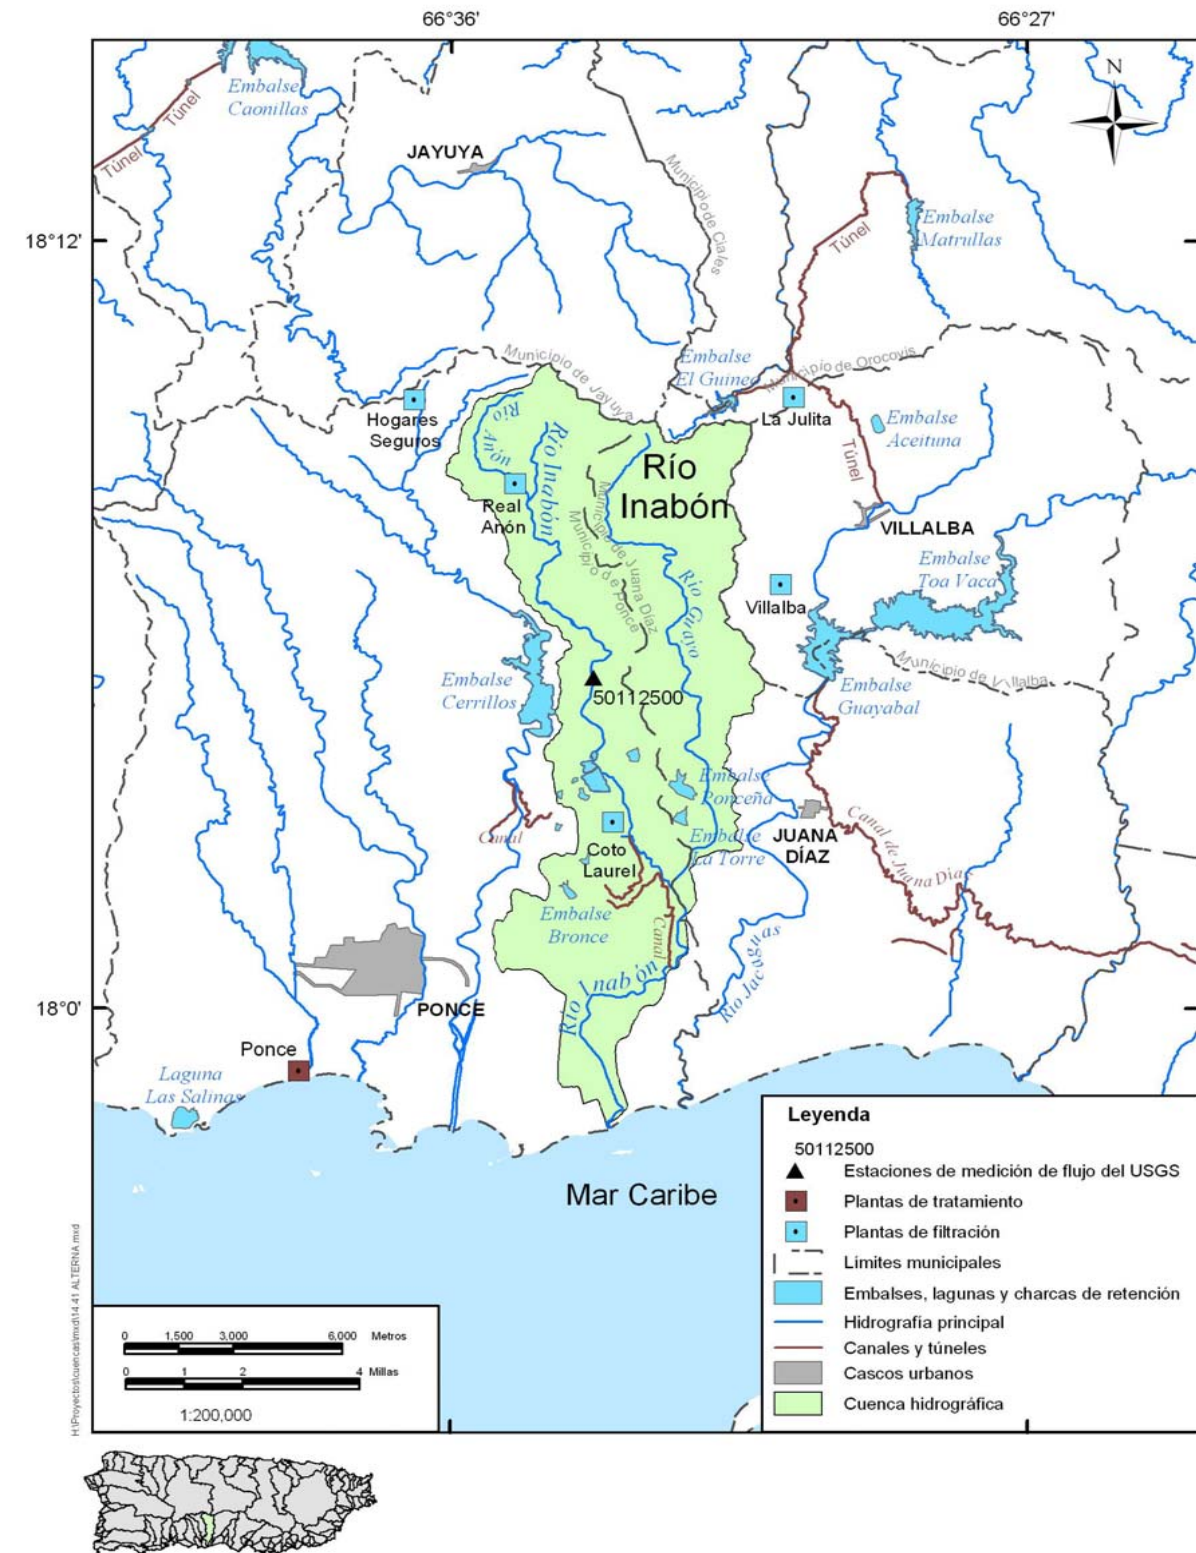 66°36'
66°27'
N
Embalse
Caonillas
Túnel
Túnel
JAYUYA
Municipio de Ciales
18°12'
Embalse
Matrullas
Túnel
Municipio de Jayuya
Embalse
El Guineo
Municipio de Orocovis
Hogares
Seguros
La Julita
Embalse
Aceituna
Túnel
Río
Anón
Río Inabón
Río
Inabón
Real
Anón
VILLALBA
Municipio de Juana Díaz
Municipio de Ponce
Embalse
Toa Vaca
Río Guayo
Villalba
Municipio de Villalba
Embalse
Cerrillos
50112500
Embalse
Guayabal
Embalse
Ponceña
Canal
Coto
Laurel
Embalse
La Torre
JUANA
DÍAZ
Canal de Juana Díaz
Embalse
Bronce
Canal
Río Inabón
Río Jacaguas
18°0'
PONCE
Ponce
Laguna
Las Salinas
Mar Caribe
Leyenda
50112500
Estaciones de medición de flujo del USGS
Plantas de tratamiento
Plantas de filtración
Límites municipales
Embalses, lagunas y charcas de retención
Hidrografía principal
Canales y túneles
Cascos urbanos
Cuenca hidrográfica
0 1,500 3,000 6,000 Metros
0 1 2 4 Millas
1:200,000
H:\Proyectos\cuencas\mxd\14.41 ALTERNA.mxd